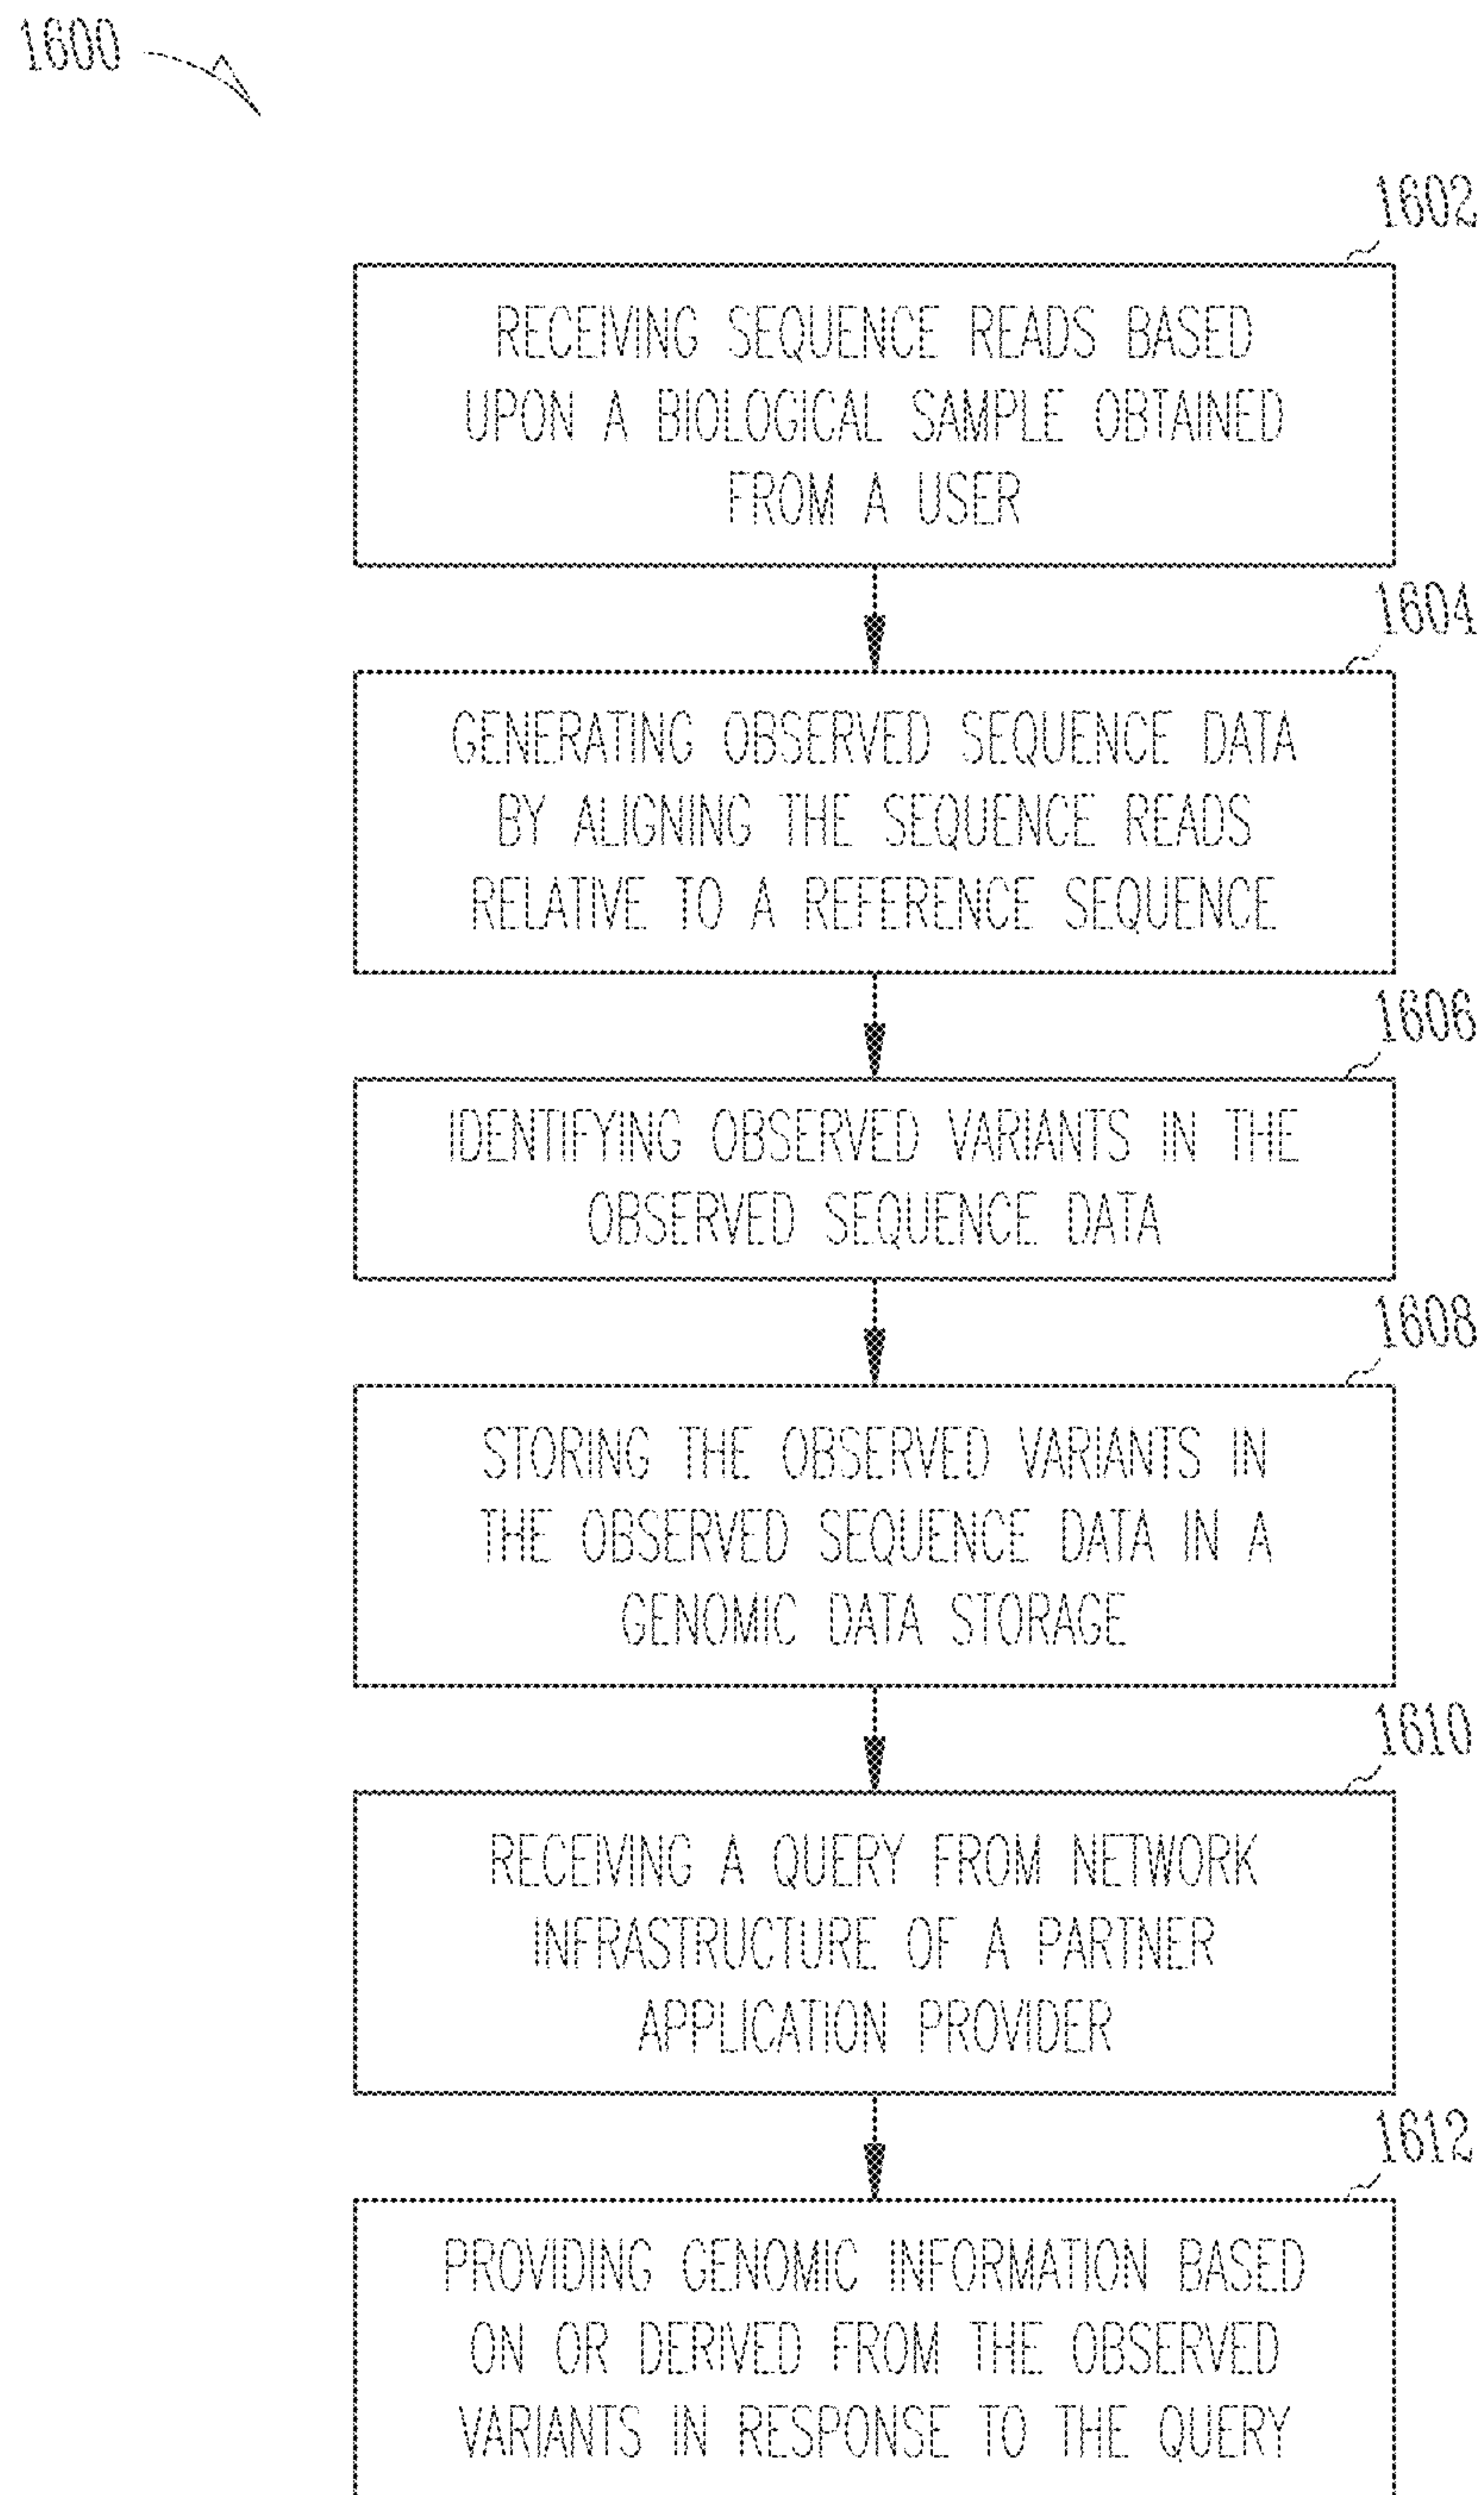 1600
1602
RECEIVING SEQUENCE READS BASED
UPON A BIOLOGICAL SAMPLE OBTAINED
FROM A USER
1604
GENERATING OBSERVED SEQUENCE DATA
BY ALIGNING THE SEQUENCE READS
RELATIVE TO A REFERENCE SEQUENCE
1606
IDENTIFYING OBSERVED VARIANTS IN THE
OBSERVED SEQUENCE DATA
1608
STORING THE OBSERVED VARIANTS IN
THE OBSERVED SEQUENCE DATA IN A
GENOMIC DATA STORAGE
1610
RECEIVING A QUERY FROM NETWORK
INFRASTRUCTURE OF A PARTNER
APPLICATION PROVIDER
1612
PROVIDING GENOMIC INFORMATION BASED
ON OR DERIVED FROM THE OBSERVED
VARIANTS IN RESPONSE TO THE QUERY